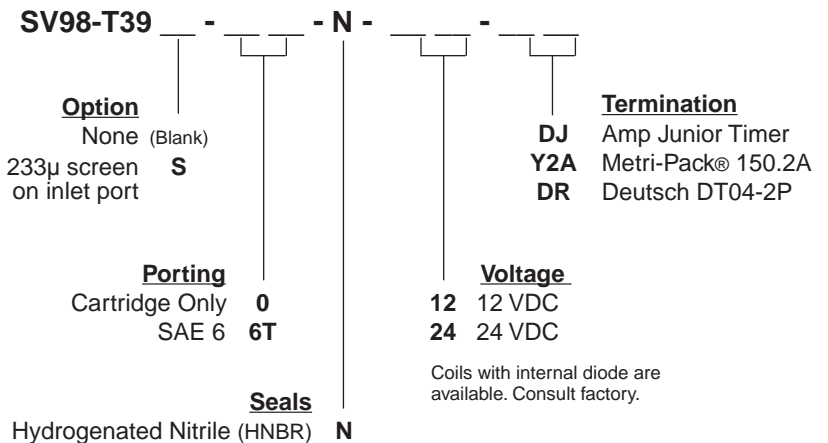 SV98-T39 __ - __ __ - N - __ __ - __ __
Option
None (Blank)
233µ screen S
on inlet port
Termination
DJ Amp Junior Timer
Y2A Metri-Pack® 150.2A
DR Deutsch DT04-2P
Porting
Cartridge Only 0
SAE 6 6T
Voltage
12 12 VDC
24 24 VDC
Coils with internal diode are
available. Consult factory.
Seals
Hydrogenated Nitrile (HNBR) N